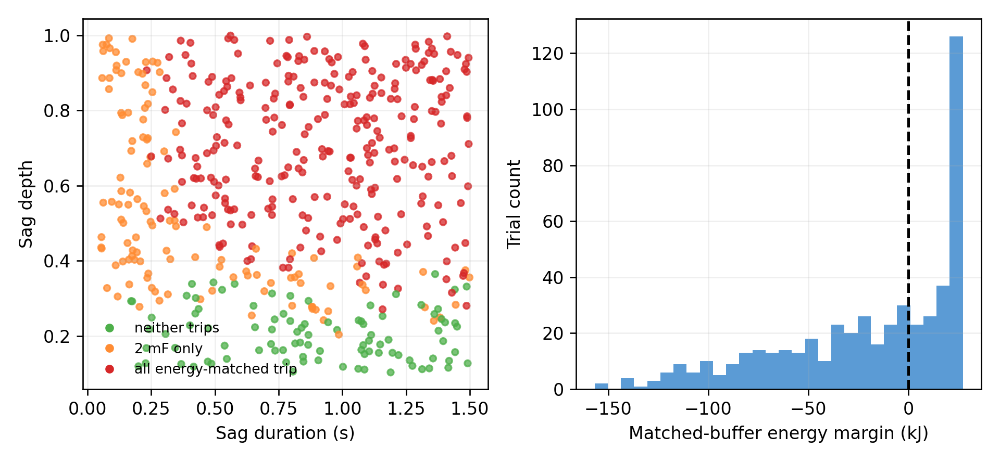 Sag depth
1.0
0.8
0.6
0.4
0.2
neither trips
2 mF only
all energy-matched trip
0.00 0.25 0.50 0.75 1.00 1.25 1.50
Sag duration (s)
Trial count
120
100
80
60
40
20
0
−150 −100 −50 0
Matched-buffer energy margin (kJ)